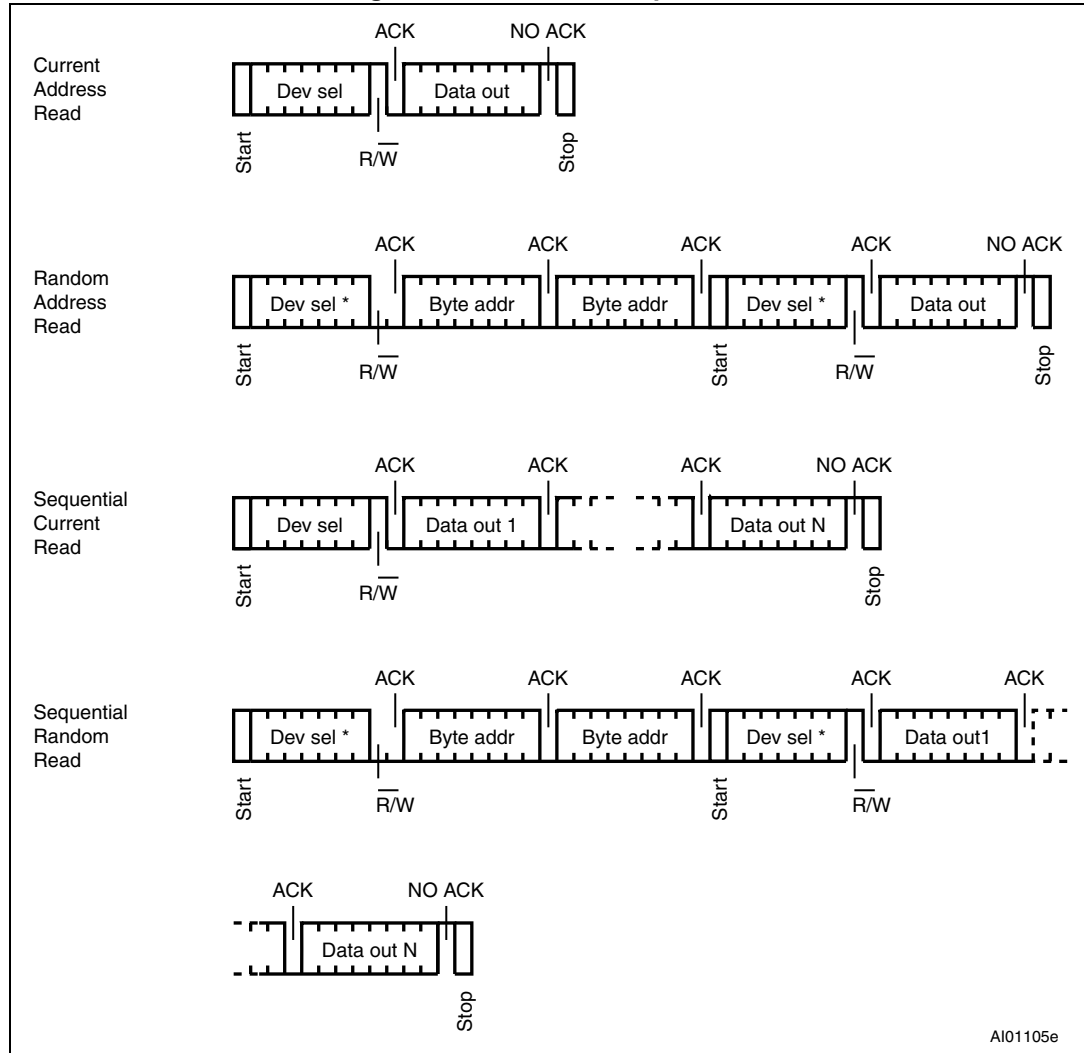 ACK NO ACK
Current
Address
Read
Dev sel Data out
Start R/W̅ Stop
ACK ACK ACK ACK NO ACK
Random
Address
Read
Dev sel * Byte addr Byte addr Dev sel * Data out
Start R/W̅ Start R/W̅ Stop
ACK ACK ACK NO ACK
Sequential
Current
Read
Dev sel Data out 1 Data out N
Start R/W̅ Stop
ACK ACK ACK ACK ACK
Sequential
Random
Read
Dev sel * Byte addr Byte addr Dev sel * Data out1
Start R̅/W Start R̅/W
ACK NO ACK
Data out N
Stop
AI01105e